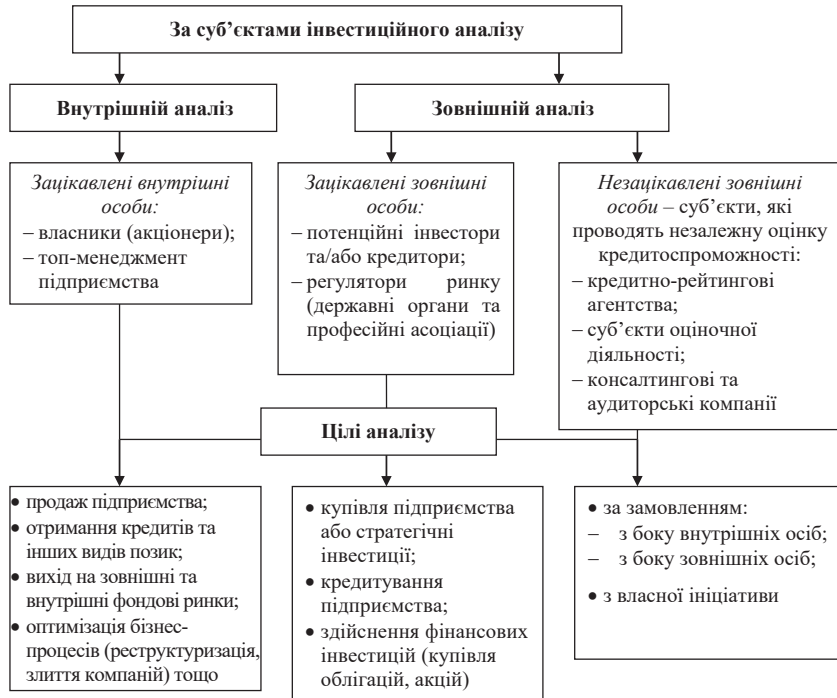 За суб’єктами інвестиційного аналізу
Внутрішній аналіз
Зовнішній аналіз
Зацікавлені внутрішні
особи:
– власники (акціонери);
– топ-менеджмент
підприємства
Зацікавлені зовнішні
особи:
– потенційні інвестори
та/або кредитори;
– регулятори ринку
(державні органи та
професійні асоціації)
Незацікавлені зовнішні
особи – суб’єкти, які
проводять незалежну оцінку
кредитоспроможності:
– кредитно-рейтингові
агентства;
– суб’єкти оціночної
діяльності;
– консалтингові та
аудиторські компанії
Цілі аналізу
• продаж підприємства;
• отримання кредитів та
інших видів позик;
• вихід на зовнішні та
внутрішні фондові ринки;
• оптимізація бізнес-
процесів (реструктуризація,
злиття компаній) тощо
• купівля підприємства
або стратегічні
інвестиції;
• кредитування
підприємства;
• здійснення фінансових
інвестицій (купівля
облігацій, акцій)
• за замовленням:
– з боку внутрішніх осіб;
– з боку зовнішніх осіб;
• з власної ініціативи